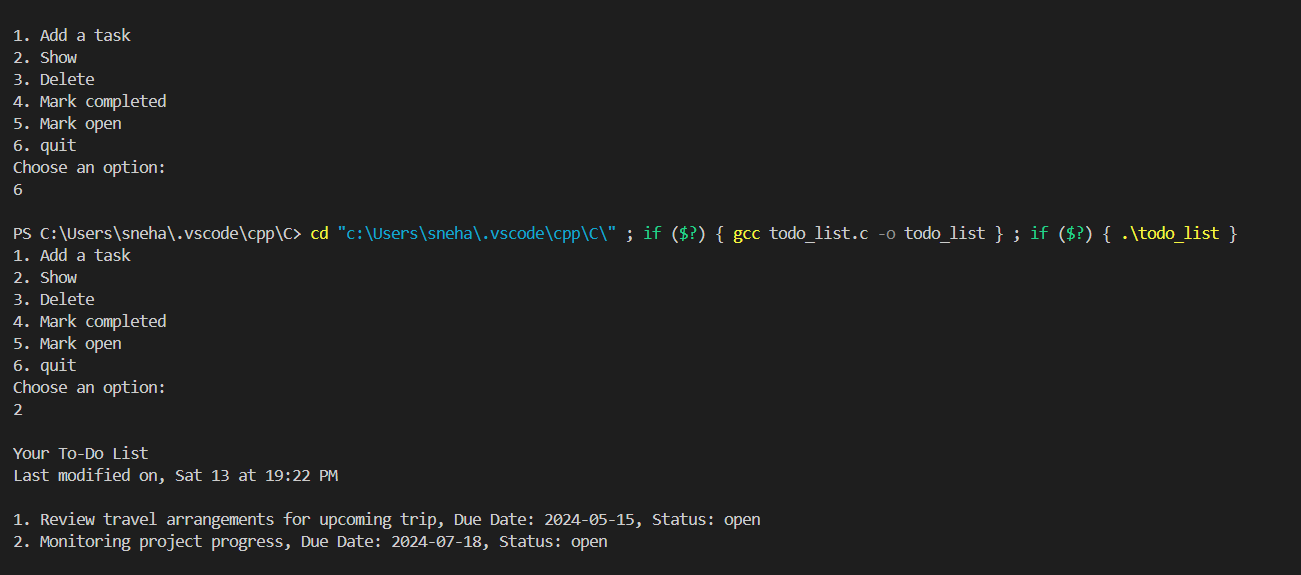 1. Add a task
2. Show
3. Delete
4. Mark completed
5. Mark open
6. quit
Choose an option:
6
PS C:\Users\sneha\.vscode\cpp\C> cd "c:\Users\sneha\.vscode\cpp\C\" ; if ($?) { gcc todo_list.c -o todo_list } ; if ($?) { .\todo_list }
1. Add a task
2. Show
3. Delete
4. Mark completed
5. Mark open
6. quit
Choose an option:
2
Your To-Do List
Last modified on, Sat 13 at 19:22 PM
1. Review travel arrangements for upcoming trip, Due Date: 2024-05-15, Status: open
2. Monitoring project progress, Due Date: 2024-07-18, Status: open